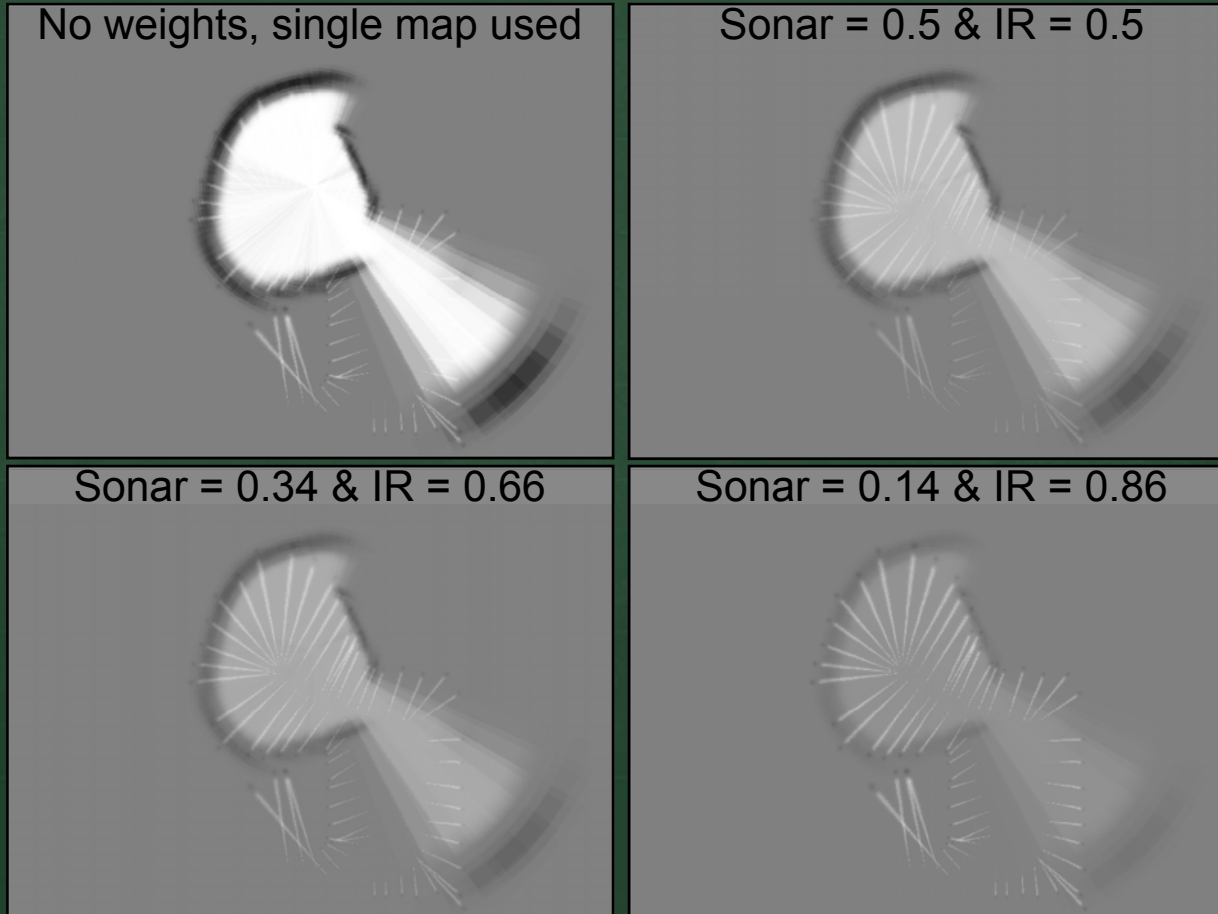 No weights, single map used
Sonar = 0.5 & IR = 0.5
Sonar = 0.34 & IR = 0.66
Sonar = 0.14 & IR = 0.86